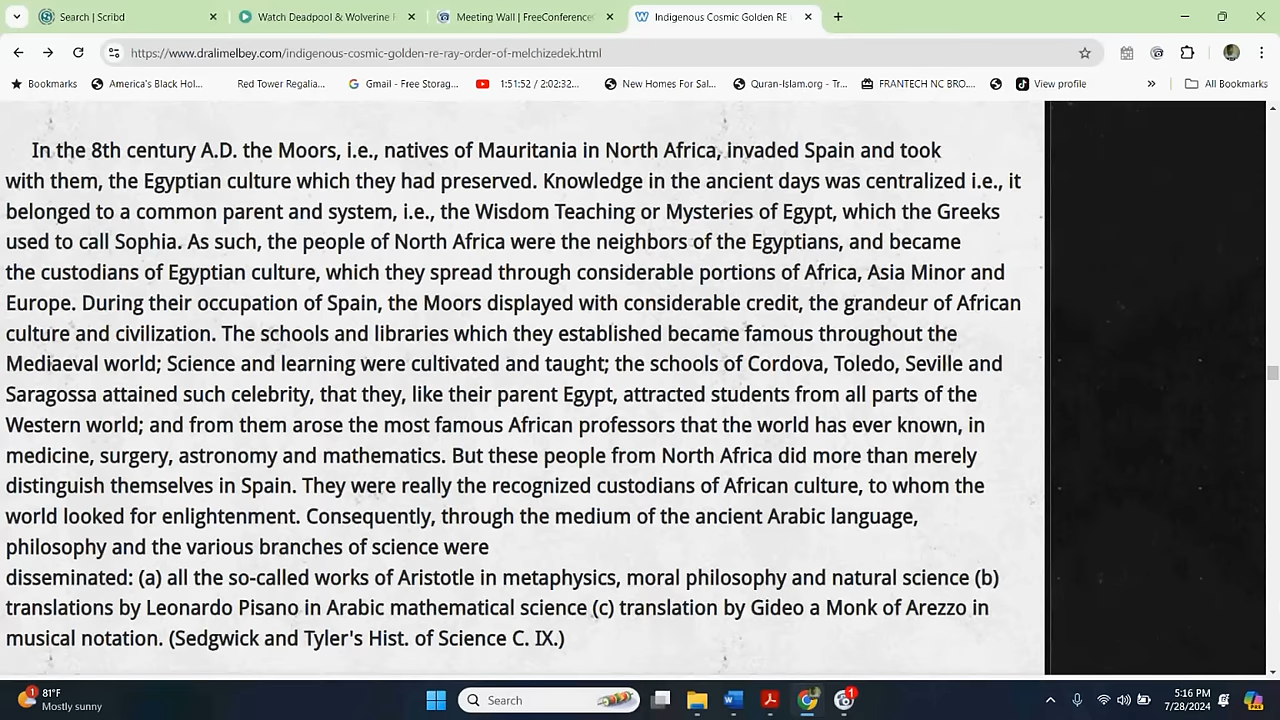 Search | Scribd
Watch Deadpool & Wolverine F
Meeting Wall | FreeConference
Indigenous Cosmic Golden RE
https://www.dralimelbey.com/indigenous-cosmic-golden-re-ray-order-of-melchizedek.html
Bookmarks America's Black Hol... Red Tower Regalia... Gmail - Free Storag... 1:51:52 / 2:02:32... New Homes For Sal... Quran-Islam.org - Tr... FRANTECH NC BRO.... View profile » All Bookmarks
In the 8th century A.D. the Moors, i.e., natives of Mauritania in North Africa, invaded Spain and took
with them, the Egyptian culture which they had preserved. Knowledge in the ancient days was centralized i.e., it
belonged to a common parent and system, i.e., the Wisdom Teaching or Mysteries of Egypt, which the Greeks
used to call Sophia. As such, the people of North Africa were the neighbors of the Egyptians, and became
the custodians of Egyptian culture, which they spread through considerable portions of Africa, Asia Minor and
Europe. During their occupation of Spain, the Moors displayed with considerable credit, the grandeur of African
culture and civilization. The schools and libraries which they established became famous throughout the
Mediaeval world; Science and learning were cultivated and taught; the schools of Cordova, Toledo, Seville and
Saragossa attained such celebrity, that they, like their parent Egypt, attracted students from all parts of the
Western world; and from them arose the most famous African professors that the world has ever known, in
medicine, surgery, astronomy and mathematics. But these people from North Africa did more than merely
distinguish themselves in Spain. They were really the recognized custodians of African culture, to whom the
world looked for enlightenment. Consequently, through the medium of the ancient Arabic language,
philosophy and the various branches of science were
disseminated: (a) all the so-called works of Aristotle in metaphysics, moral philosophy and natural science (b)
translations by Leonardo Pisano in Arabic mathematical science (c) translation by Gideo a Monk of Arezzo in
musical notation. (Sedgwick and Tyler's Hist. of Science C. IX.)
1
81°F
Mostly sunny
Search
1
5:16 PM
7/28/2024